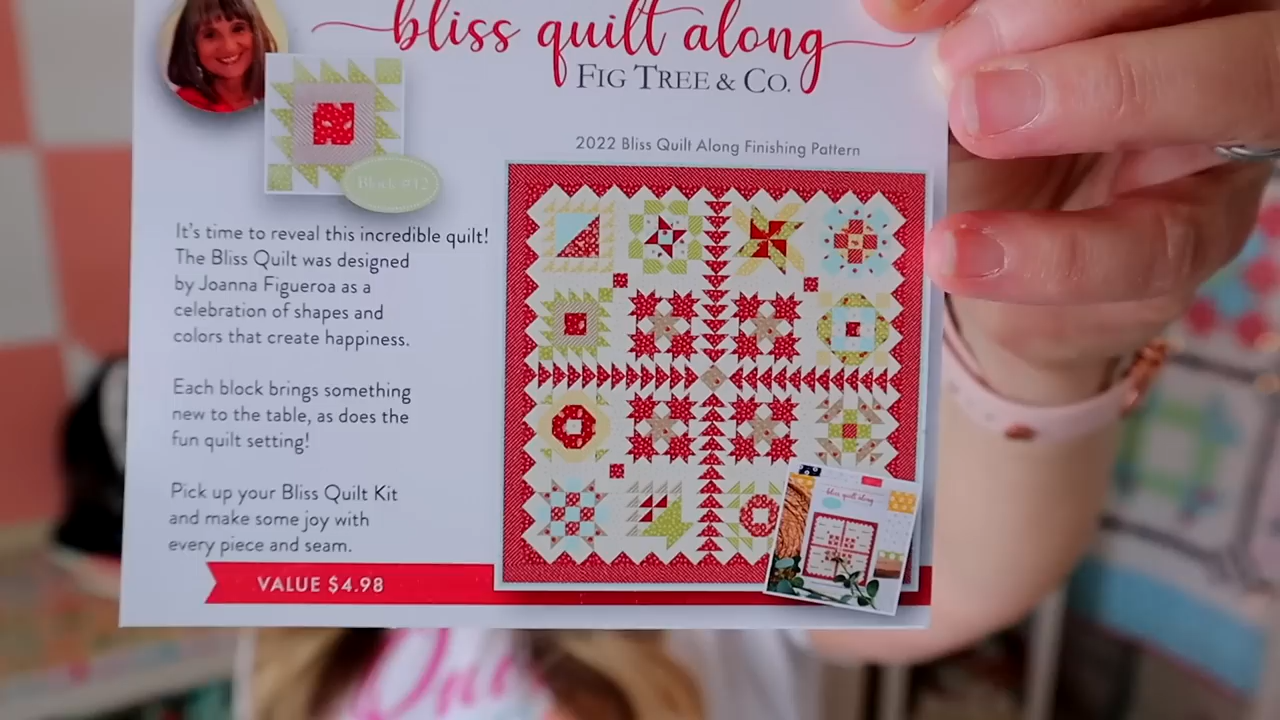 bliss quilt along
FIG TREE & CO.
2022 Bliss Quilt Along Finishing Pattern
Block #12
It's time to reveal this incredible quilt!
The Bliss Quilt was designed
by Joanna Figueroa as a
celebration of shapes and
colors that create happiness.
Each block brings something
new to the table, as does the
fun quilt setting!
Pick up your Bliss Quilt Kit
and make some joy with
every piece and seam.
VALUE $4.98
bliss quilt along